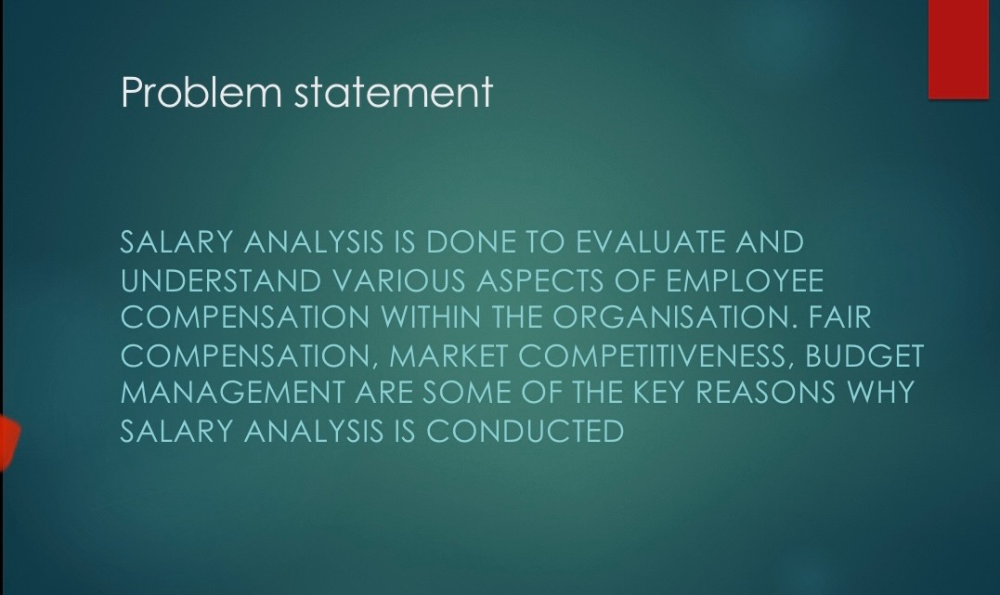 Problem statement
SALARY ANALYSIS IS DONE TO EVALUATE AND
UNDERSTAND VARIOUS ASPECTS OF EMPLOYEE
COMPENSATION WITHIN THE ORGANISATION. FAIR
COMPENSATION, MARKET COMPETITIVENESS, BUDGET
MANAGEMENT ARE SOME OF THE KEY REASONS WHY
SALARY ANALYSIS IS CONDUCTED